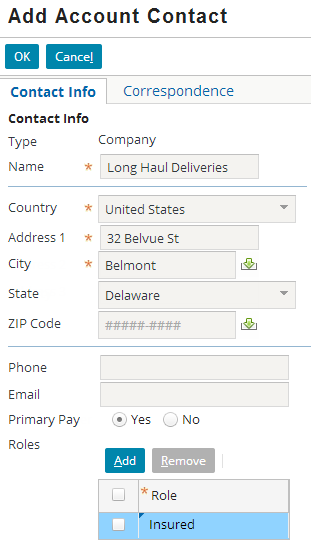 Add Account Contact
OK Cancel
Contact Info Correspondence
Contact Info
Type Company
Name * Long Haul Deliveries
Country * United States
Address 1 * 32 Belvue St
City * Belmont
State Delaware
ZIP Code #####-####
Phone
Email
Primary Pay Yes No
Roles
Add Remove
* Role
Insured